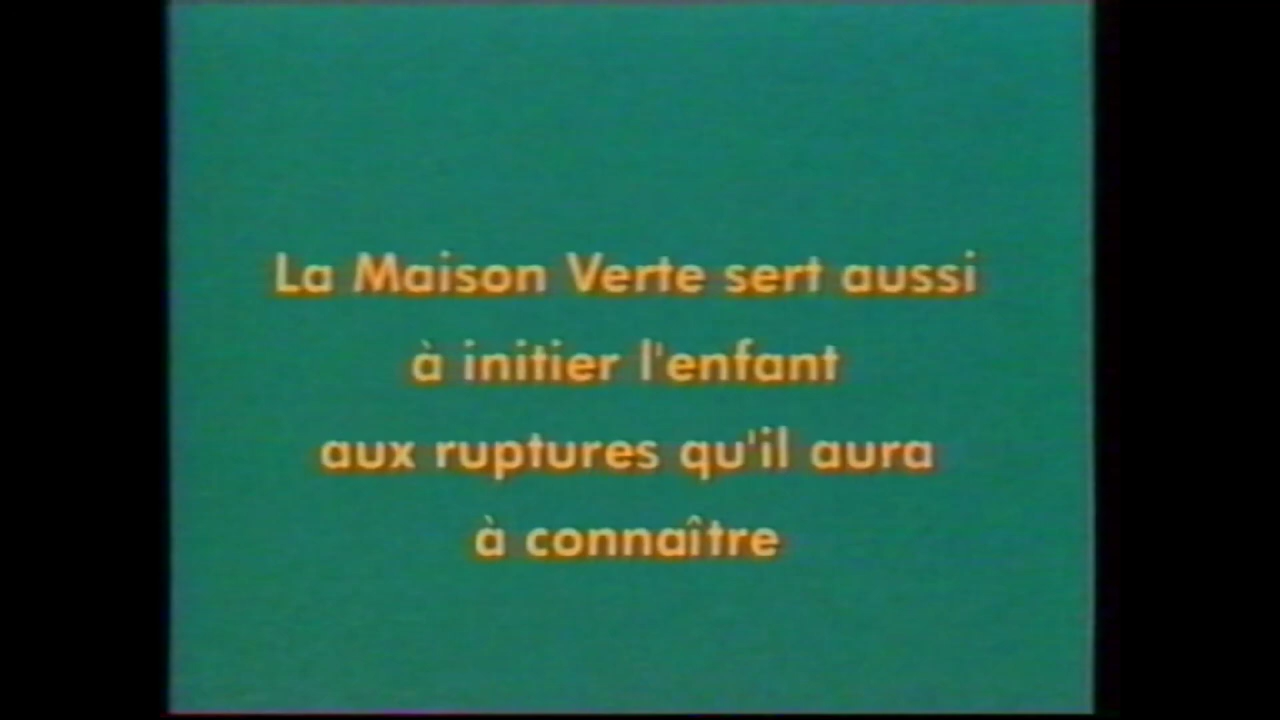 La Maison Verte sert aussi
à initier l'enfant
aux ruptures qu'il aura
à connaître